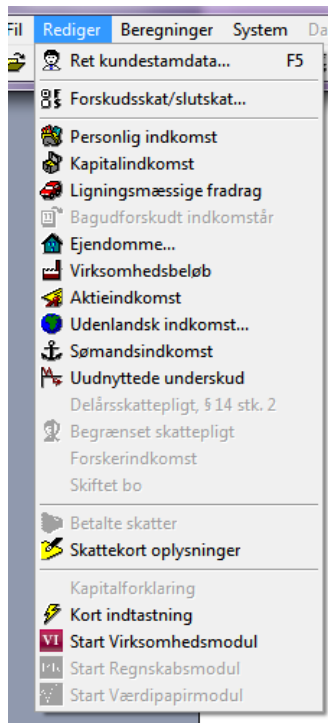 Fil Rediger Beregninger System Da
Ret kundestamdata... F5
Forskudsskat/slutskat...
Personlig indkomst
Kapitalindkomst
Ligningsmæssige fradrag
Bagudforskudt indkomstår
Ejendomme...
Virksomhedsbeløb
Aktieindkomst
Udenlandsk indkomst...
Sømandsindkomst
Uudnyttede underskud
Delårsskattepligt, § 14 stk. 2
Begrænset skattepligt
Forskerindkomst
Skiftet bo
Betalte skatter
Skattekort oplysninger
Kapitalforklaring
Kort indtastning
VI Start Virksomhedsmodul
Start Regnskabsmodul
Start Værdipapirmodul